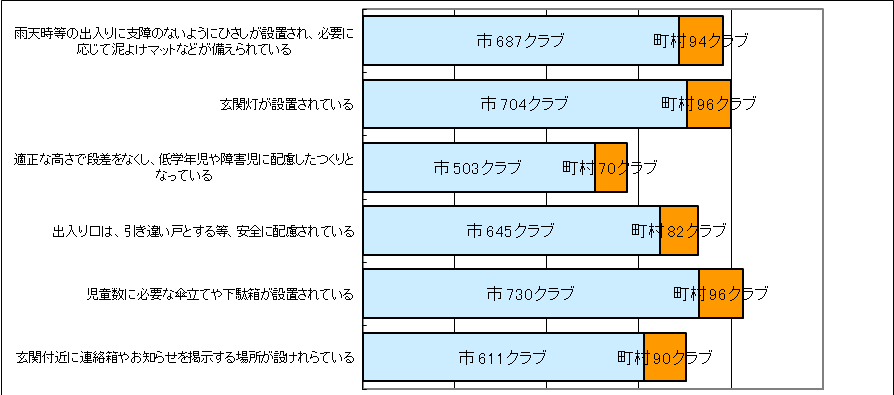 雨天時等の出入りに支障のないようにひさしが設置され、必要に
応じて泥よけマットなどが備えられている
市687クラブ
町村94クラブ
玄関灯が設置されている
市704クラブ
町村96クラブ
適正な高さで段差をなくし、低学年児や障害児に配慮したつくりと
なっている
市503クラブ
町村70クラブ
出入り口は、引き違い戸とする等、安全に配慮されている
市645クラブ
町村82クラブ
児童数に必要な傘立てや下駄箱が設置されている
市730クラブ
町村96クラブ
玄関付近に連絡箱やお知らせを掲示する場所が設けれらている
市611クラブ
町村90クラブ